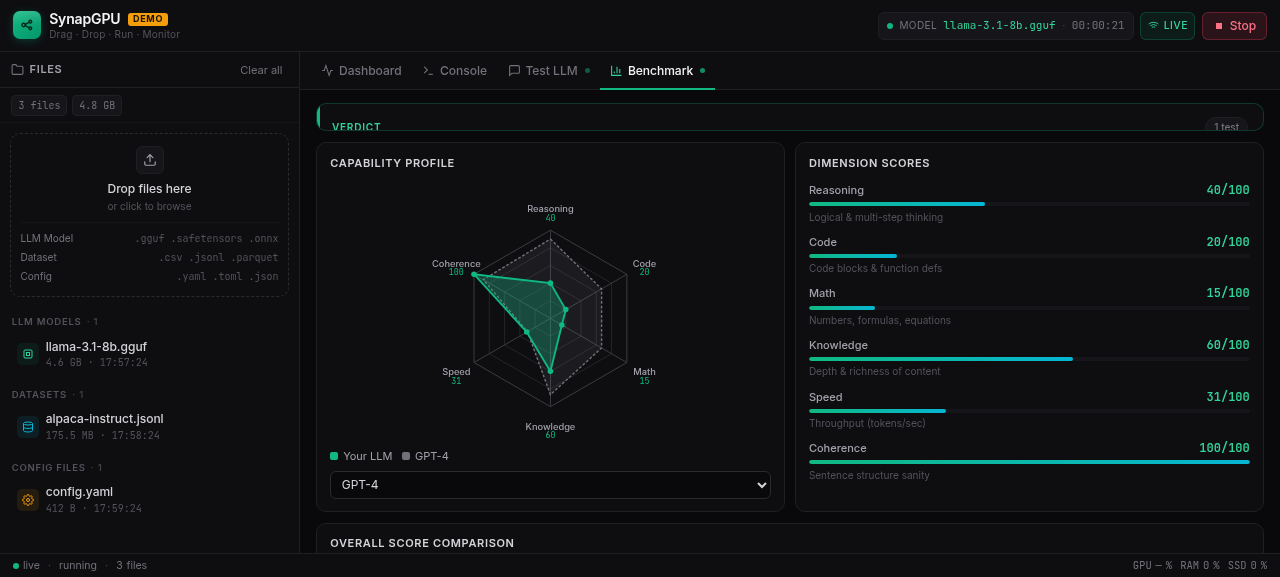 SynapGPU DEMO
Drag · Drop · Run · Monitor
MODEL llama-3.1-8b.gguf · 00:00:21
LIVE
Stop
FILES
Clear all
3 files
4.8 GB
Drop files here
or click to browse
LLM Model .gguf .safetensors .onnx
Dataset .csv .jsonl .parquet
Config .yaml .toml .json
LLM MODELS · 1
llama-3.1-8b.gguf
4.6 GB · 17:57:24
DATASETS · 1
alpaca-instruct.jsonl
175.5 MB · 17:58:24
CONFIG FILES · 1
config.yaml
412 B · 17:59:24
Dashboard
Console
Test LLM
Benchmark
VERDICT
1 test
CAPABILITY PROFILE
Reasoning
40
Code
20
Math
15
Knowledge
60
Speed
31
Coherence
100
Your LLM
GPT-4
GPT-4
DIMENSION SCORES
Reasoning 40/100
Logical & multi-step thinking
Code 20/100
Code blocks & function defs
Math 15/100
Numbers, formulas, equations
Knowledge 60/100
Depth & richness of content
Speed 31/100
Throughput (tokens/sec)
Coherence 100/100
Sentence structure sanity
OVERALL SCORE COMPARISON
live · running · 3 files
GPU —% RAM 0% SSD 0%